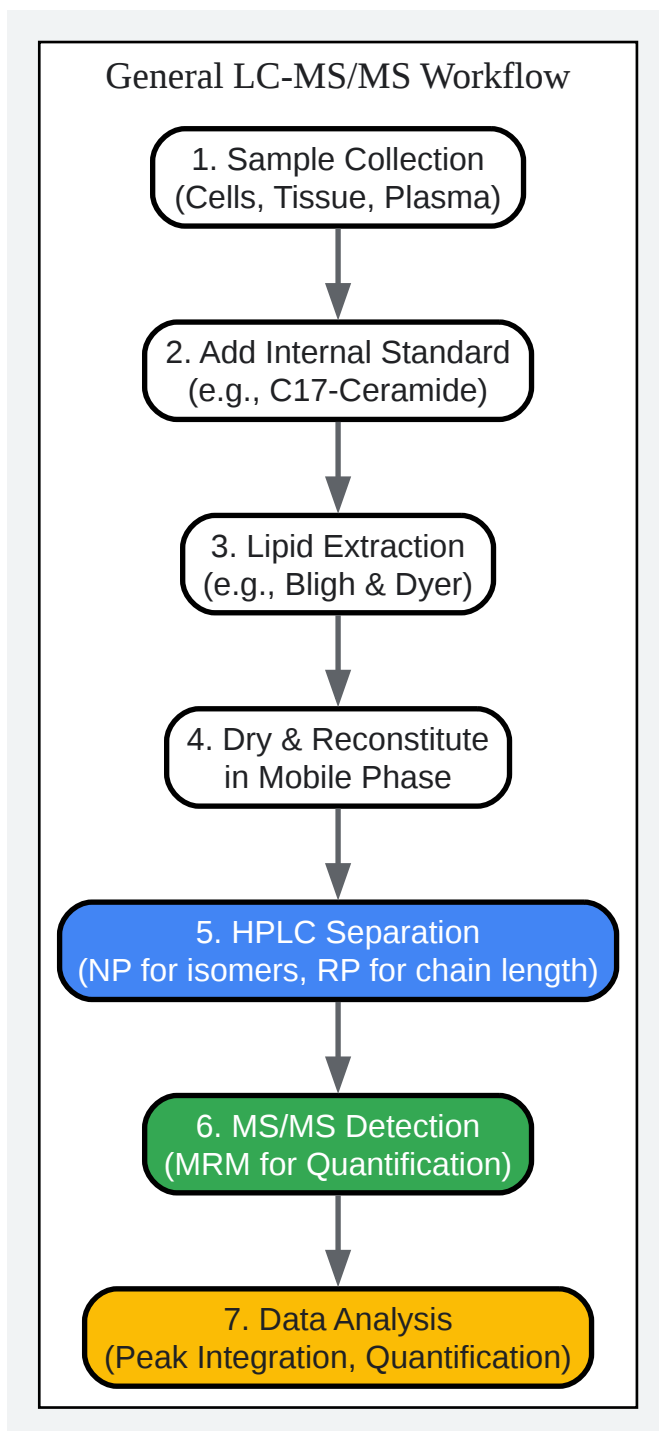 General LC-MS/MS Workflow
1. Sample Collection
(Cells, Tissue, Plasma)
2. Add Internal Standard
(e.g., C17-Ceramide)
3. Lipid Extraction
(e.g., Bligh & Dyer)
4. Dry & Reconstitute
in Mobile Phase
5. HPLC Separation
(NP for isomers, RP for chain length)
6. MS/MS Detection
(MRM for Quantification)
7. Data Analysis
(Peak Integration, Quantification)